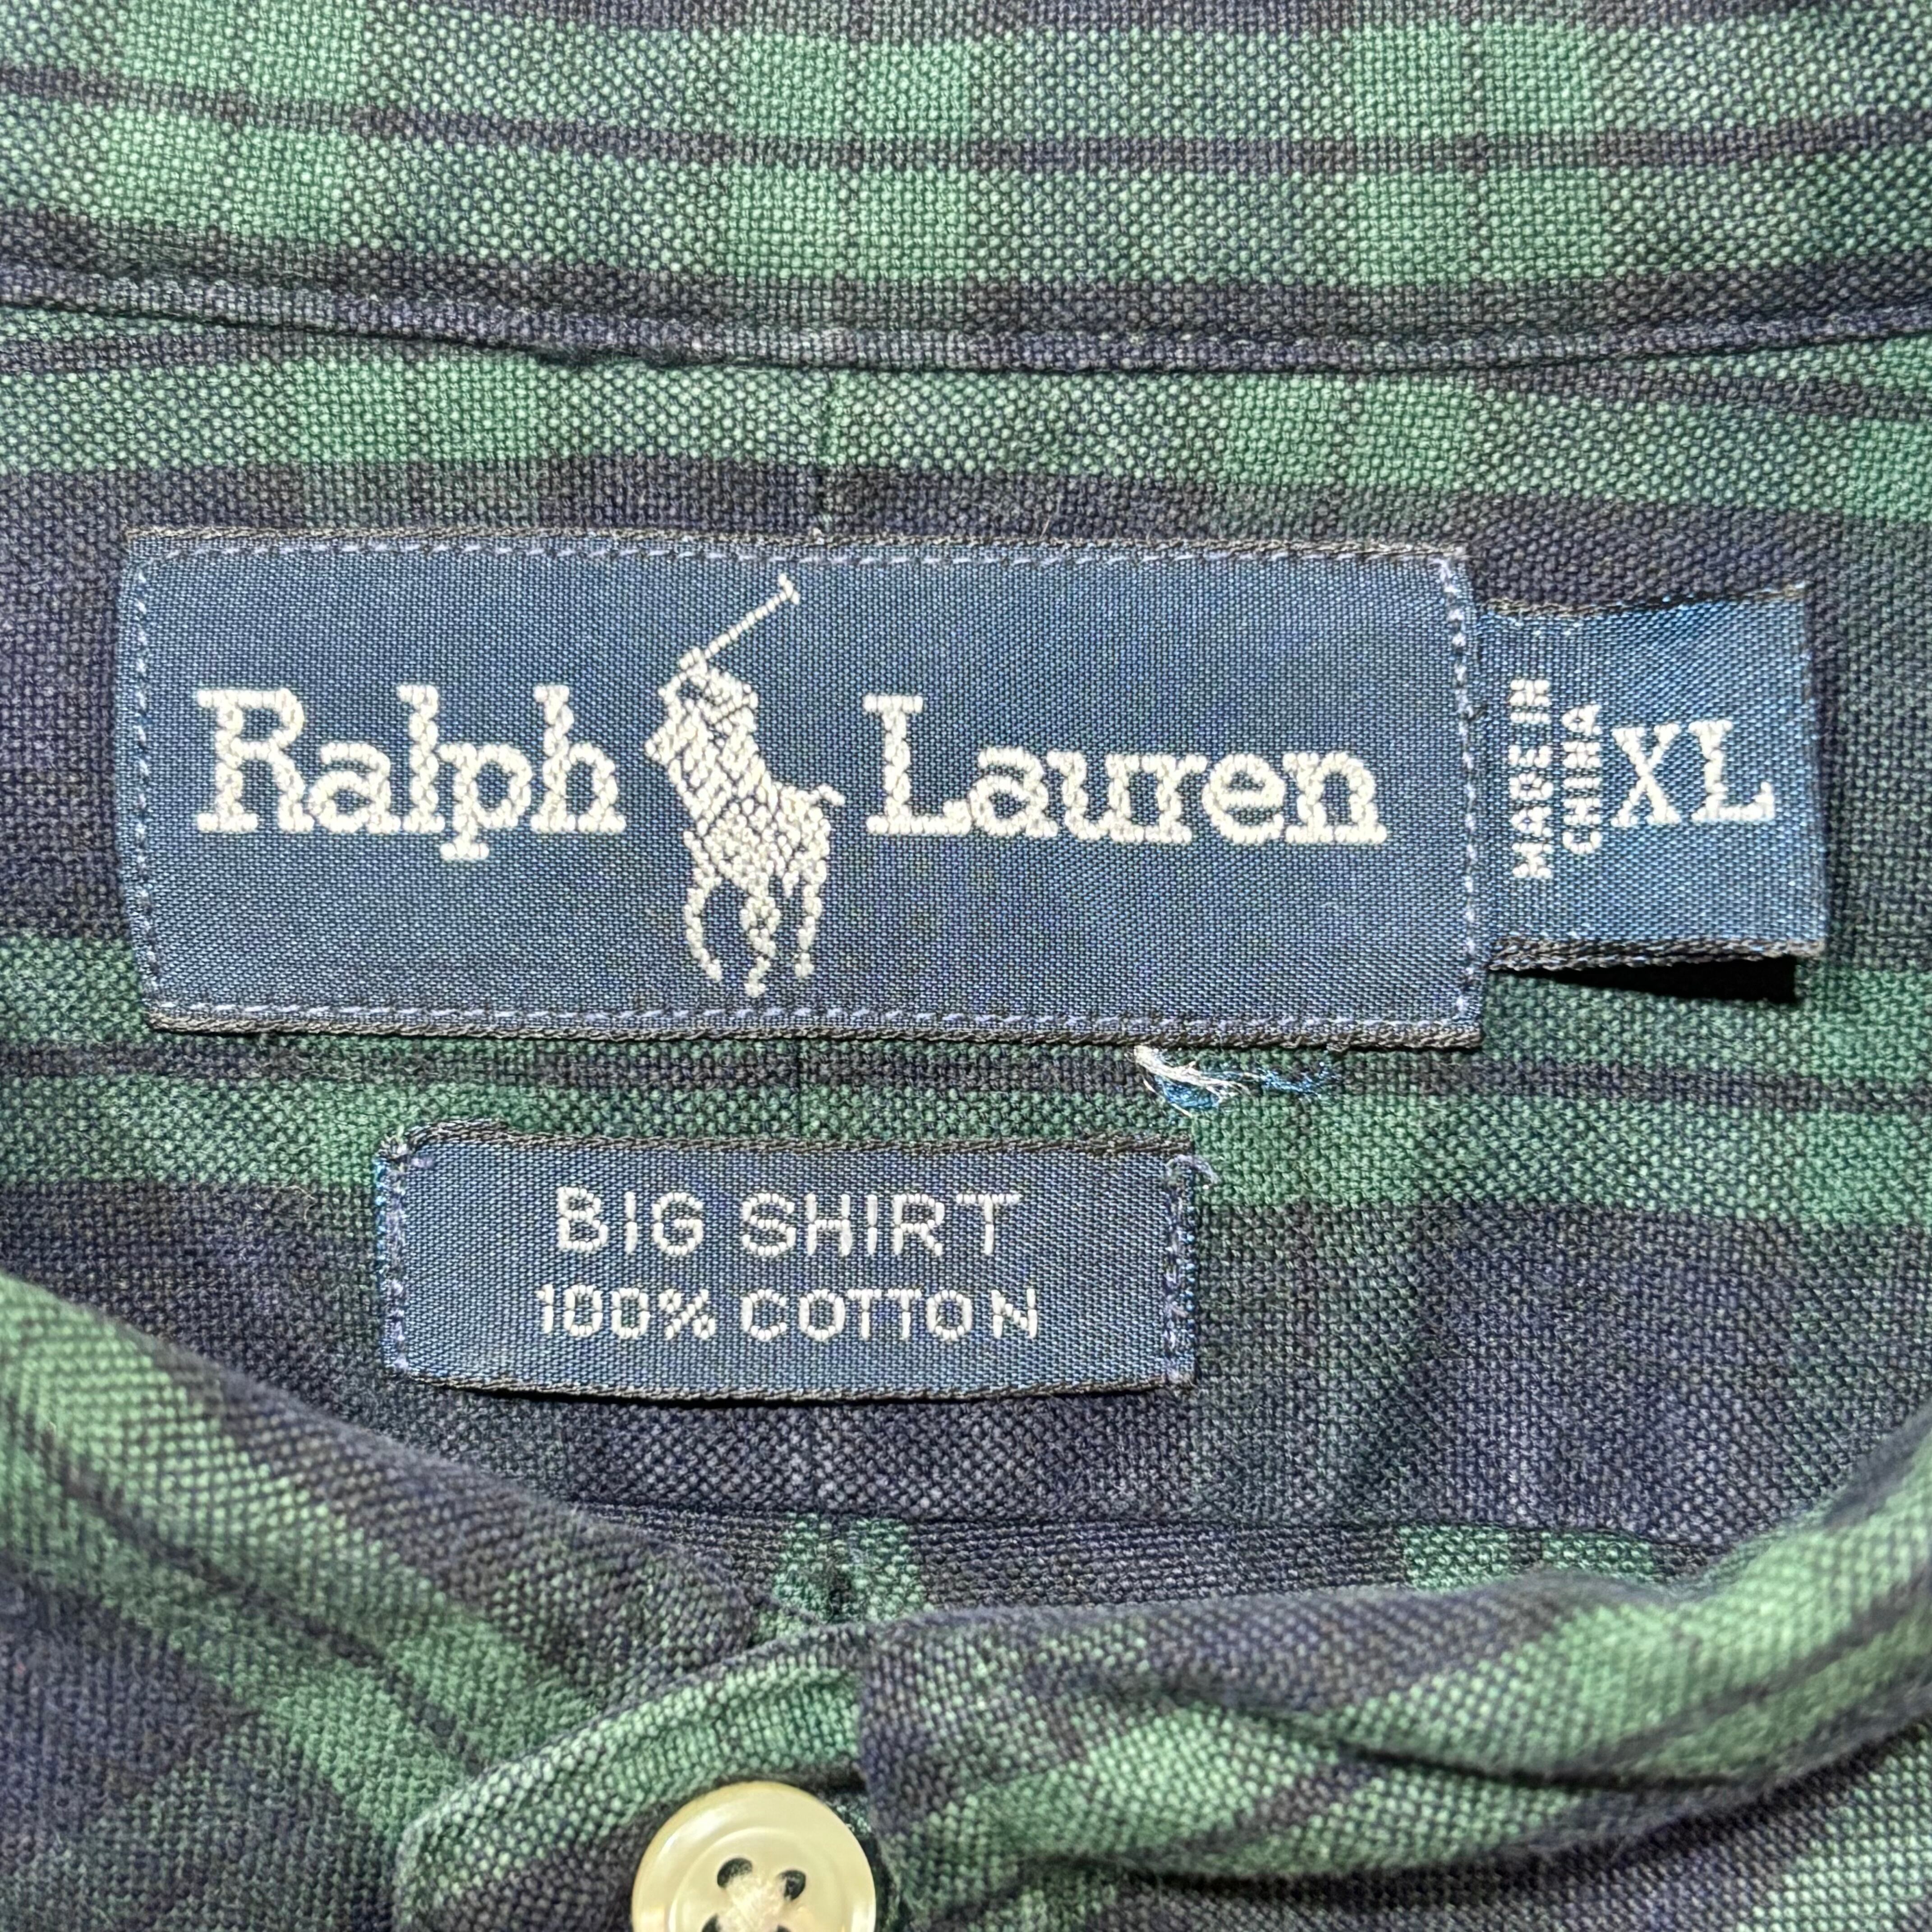 Ralph Lauren
MADE IN
CHINA
XL
BIG SHIRT
100% COTTON